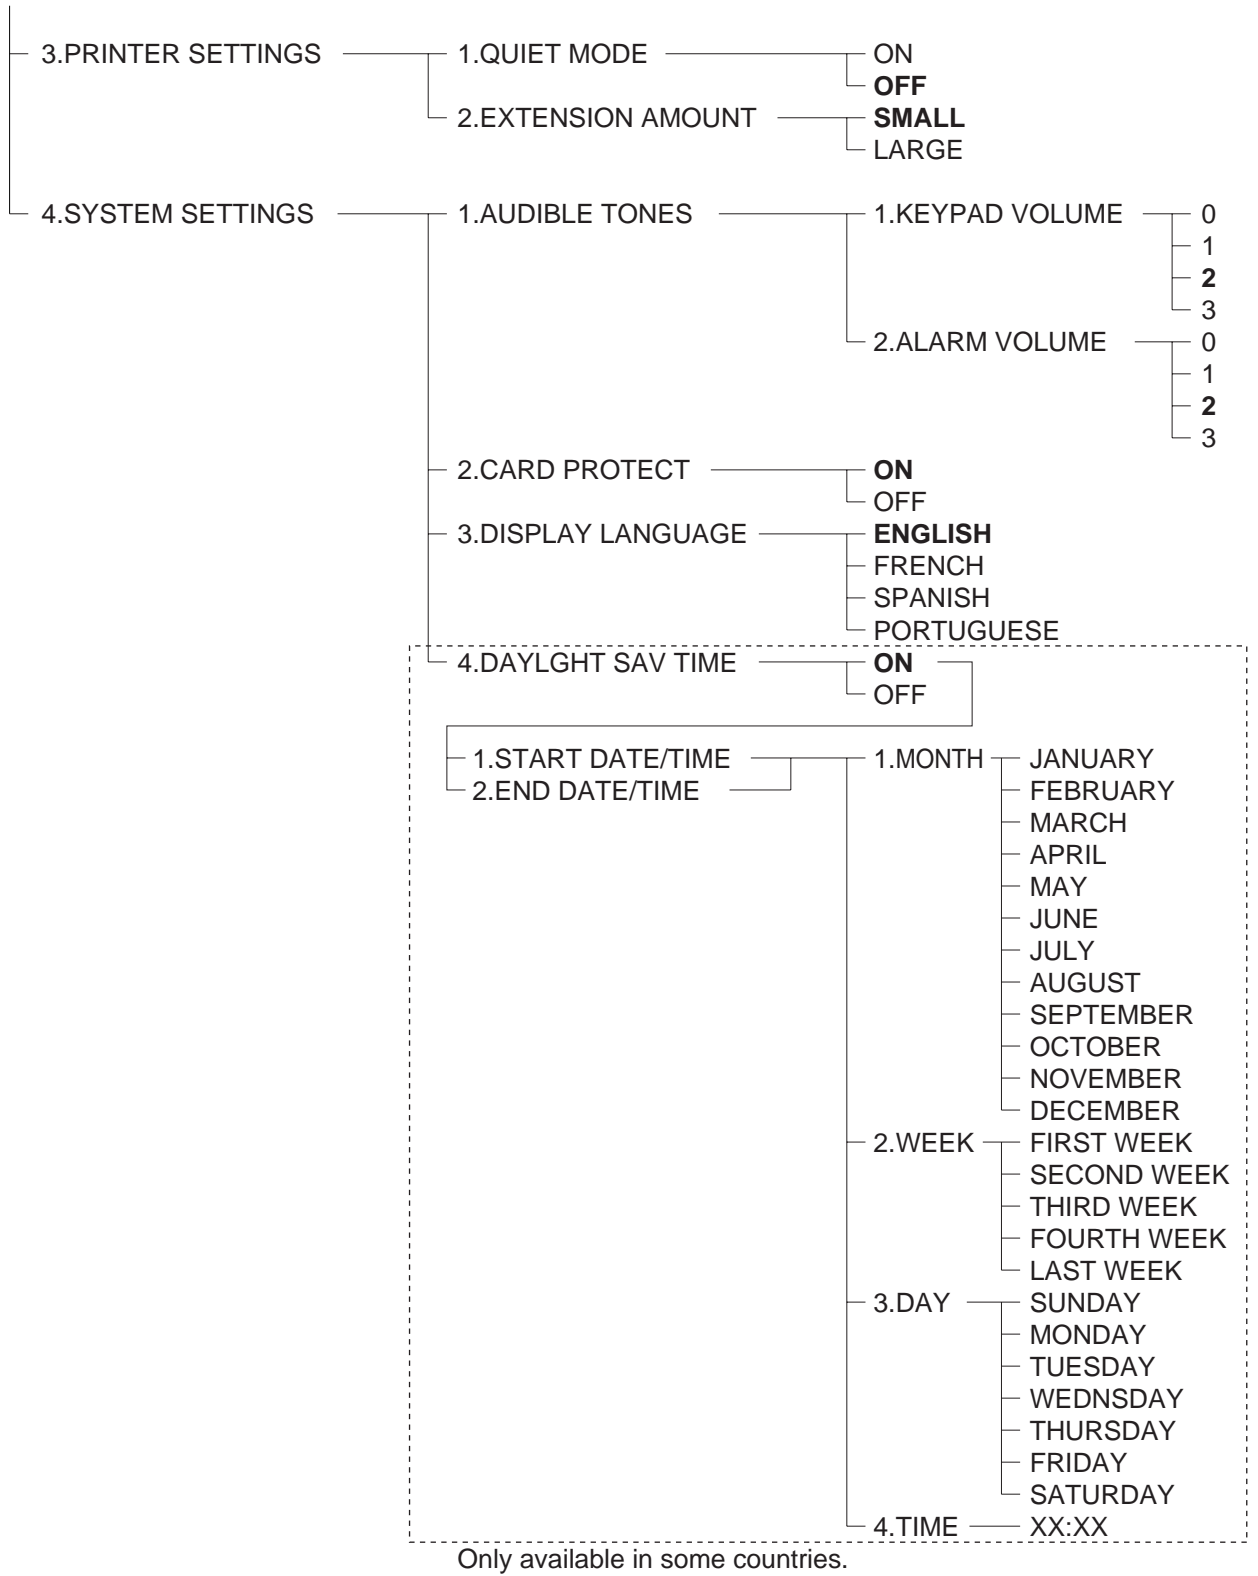 3.PRINTER SETTINGS 1.QUIET MODE ON
OFF
2.EXTENSION AMOUNT SMALL
LARGE
4.SYSTEM SETTINGS 1.AUDIBLE TONES 1.KEYPAD VOLUME 0
1
2
3
2.ALARM VOLUME 0
1
2
3
2.CARD PROTECT ON
OFF
3.DISPLAY LANGUAGE ENGLISH
FRENCH
SPANISH
PORTUGUESE
4.DAYLGHT SAV TIME ON
OFF
1.START DATE/TIME 1.MONTH JANUARY
2.END DATE/TIME FEBRUARY
MARCH
APRIL
MAY
JUNE
JULY
AUGUST
SEPTEMBER
OCTOBER
NOVEMBER
DECEMBER
2.WEEK FIRST WEEK
SECOND WEEK
THIRD WEEK
FOURTH WEEK
LAST WEEK
3.DAY SUNDAY
MONDAY
TUESDAY
WEDNSDAY
THURSDAY
FRIDAY
SATURDAY
4.TIME XX:XX
Only available in some countries.